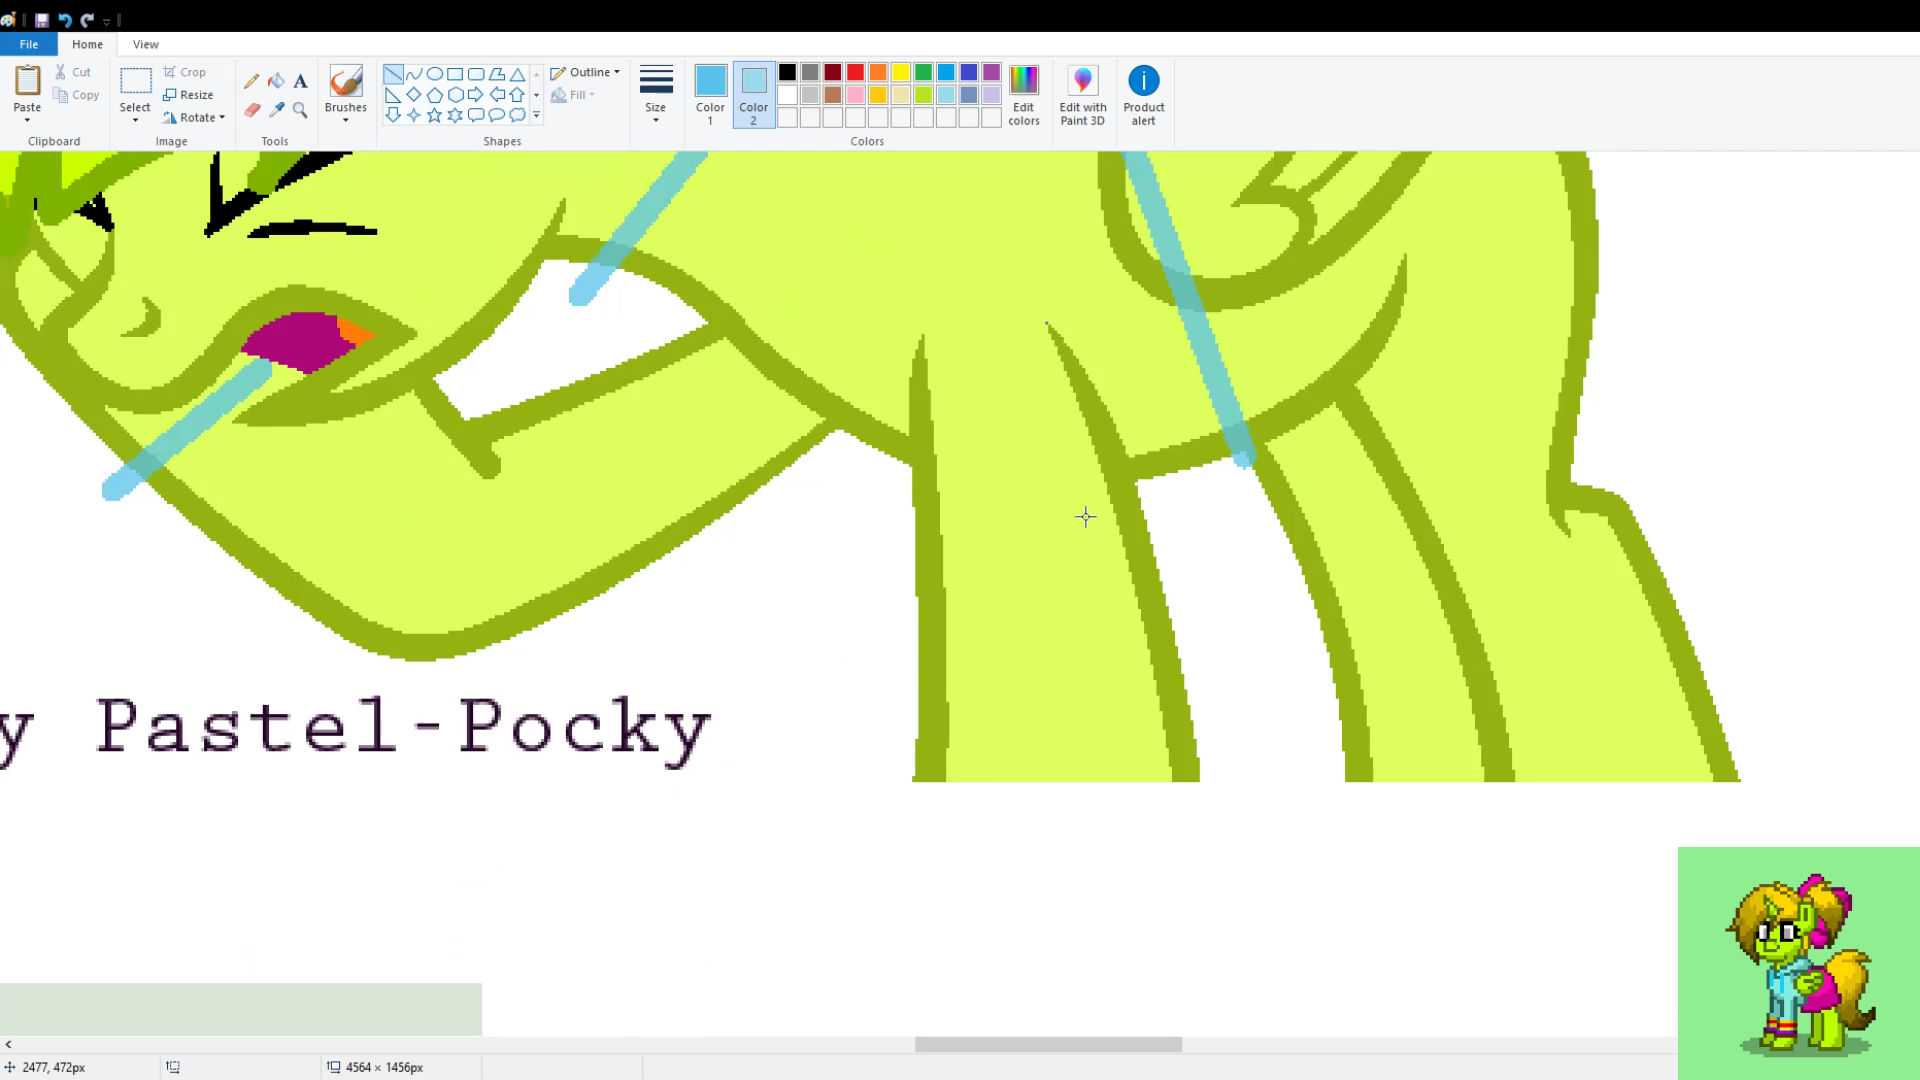 File Home View
Paste Cut Copy Clipboard
Select Crop Resize Rotate Image
A Tools
Brushes
Outline Fill Shapes
Size
Color 1 Color 2 Edit colors Colors
Edit with Paint 3D
Product alert
y Pastel-Pocky
2477, 472px 4564 × 1456px